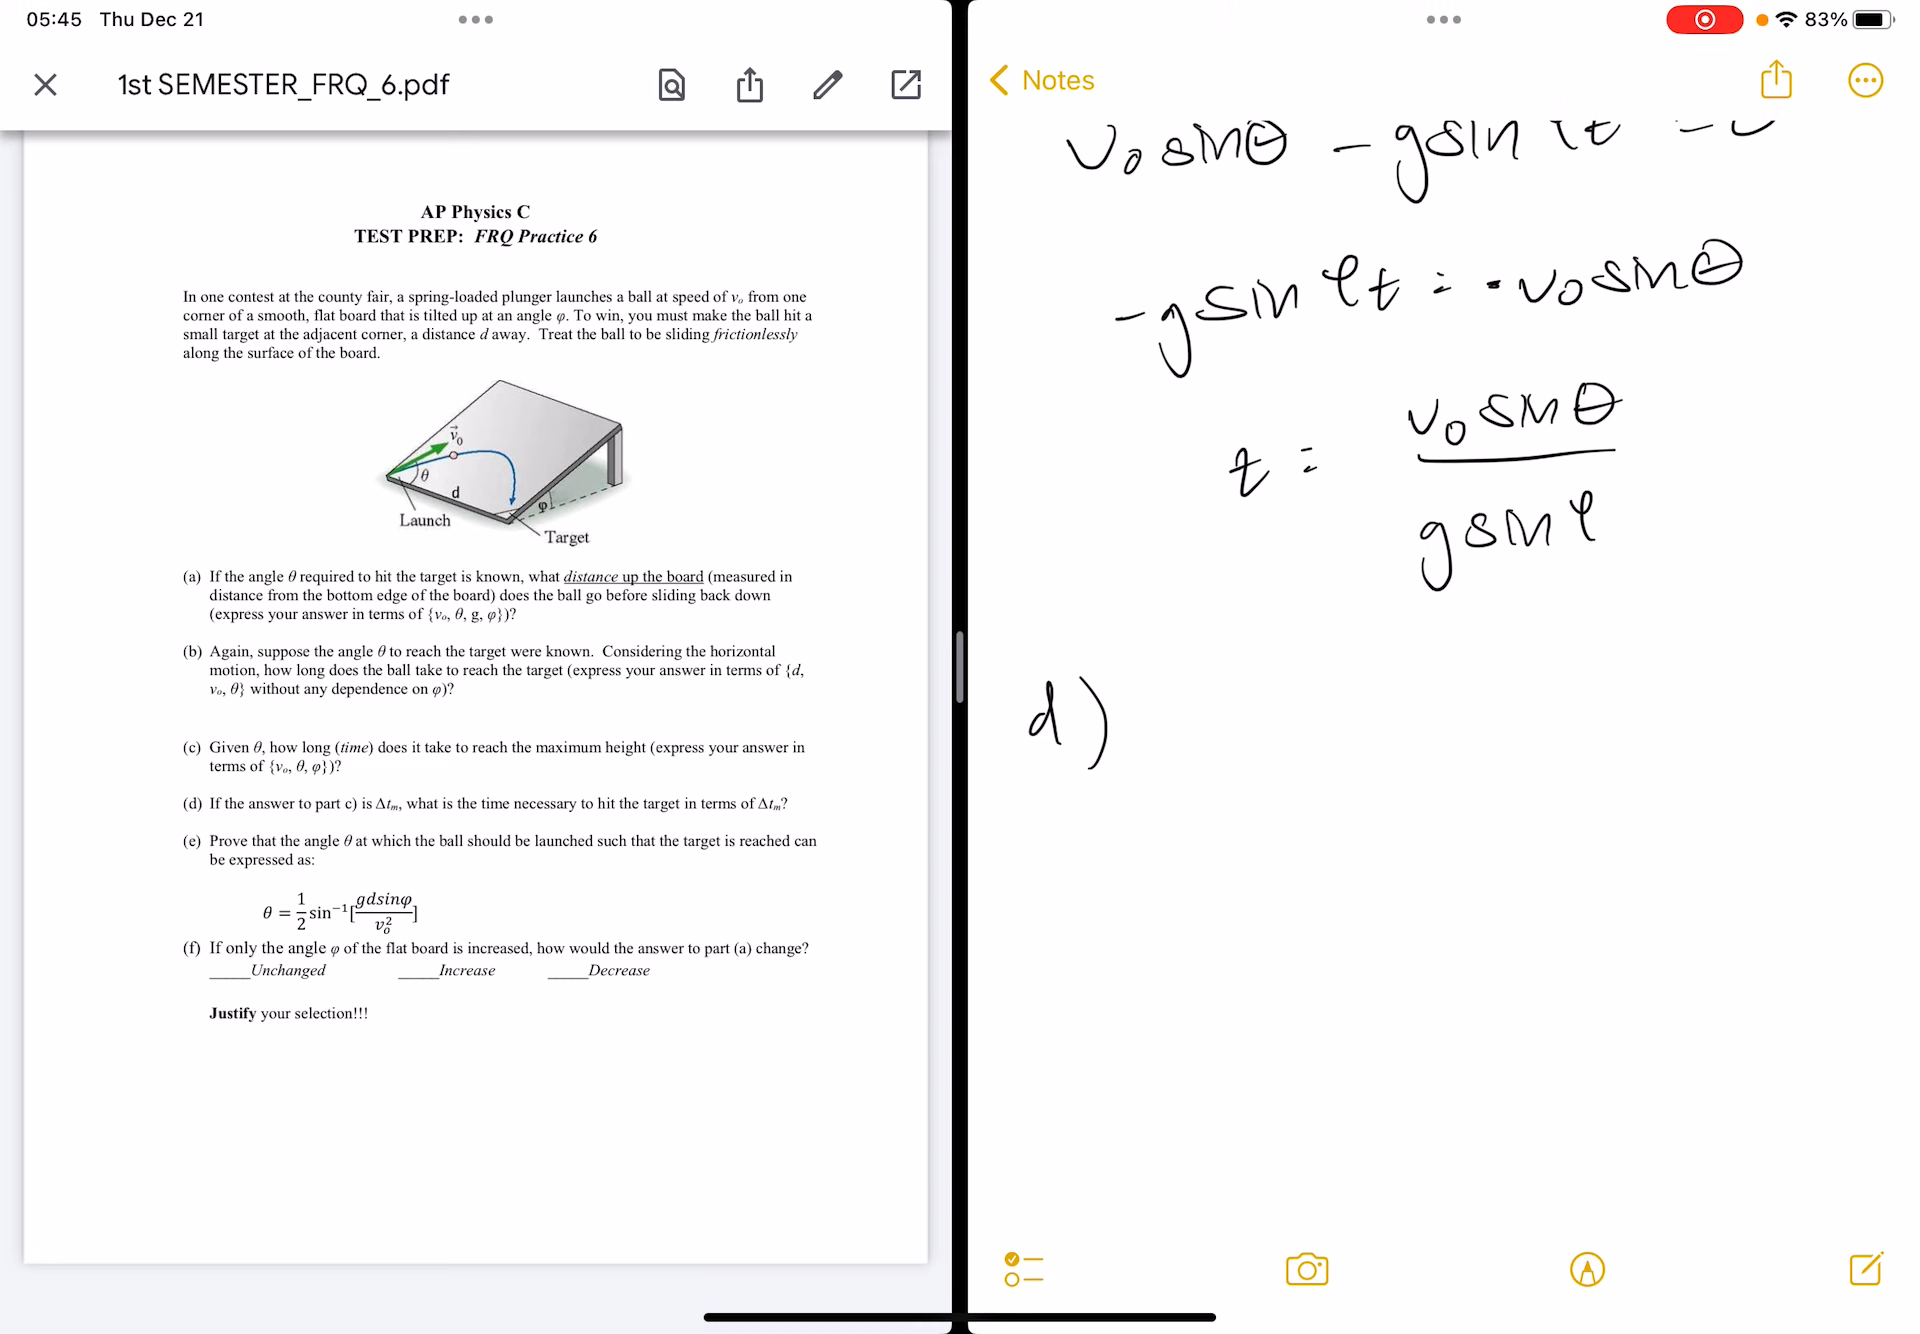 05:45 Thu Dec 21
83%
1st SEMESTER_FRQ_6.pdf
Notes
AP Physics C
TEST PREP: FRQ Practice 6
In one contest at the county fair, a spring-loaded plunger launches a ball at speed of vₒ from one
corner of a smooth, flat board that is tilted up at an angle φ. To win, you must make the ball hit a
small target at the adjacent corner, a distance d away. Treat the ball to be sliding frictionlessly
along the surface of the board.
v⃗₀
θ
d
φ
Launch
Target
(a) If the angle θ required to hit the target is known, what distance up the board (measured in
distance from the bottom edge of the board) does the ball go before sliding back down
(express your answer in terms of {vₒ, θ, g, φ})?
(b) Again, suppose the angle θ to reach the target were known. Considering the horizontal
motion, how long does the ball take to reach the target (express your answer in terms of {d,
vₒ, θ} without any dependence on φ)?
(c) Given θ, how long (time) does it take to reach the maximum height (express your answer in
terms of {vₒ, θ, φ})?
(d) If the answer to part c) is Δtₘ, what is the time necessary to hit the target in terms of Δtₘ?
(e) Prove that the angle θ at which the ball should be launched such that the target is reached can
be expressed as:
θ = 1/2 sin⁻¹[gdsinφ/vₒ²]
(f) If only the angle φ of the flat board is increased, how would the answer to part (a) change?
_____Unchanged _____Increase _____Decrease
Justify your selection!!!
v₀ sinθ - gsin φt
-gsin φt = -v₀ sinθ
t = v₀ sinθ / gsinφ
d)